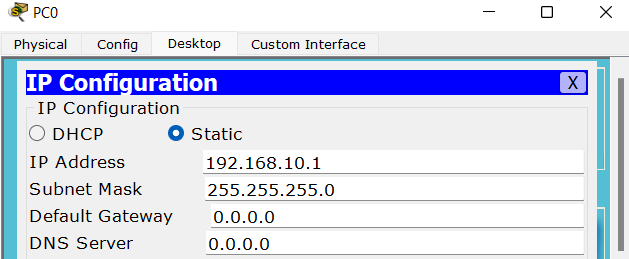 PC0
Physical Config Desktop Custom Interface
IP Configuration X
IP Configuration
DHCP Static
IP Address 192.168.10.1
Subnet Mask 255.255.255.0
Default Gateway 0.0.0.0
DNS Server 0.0.0.0